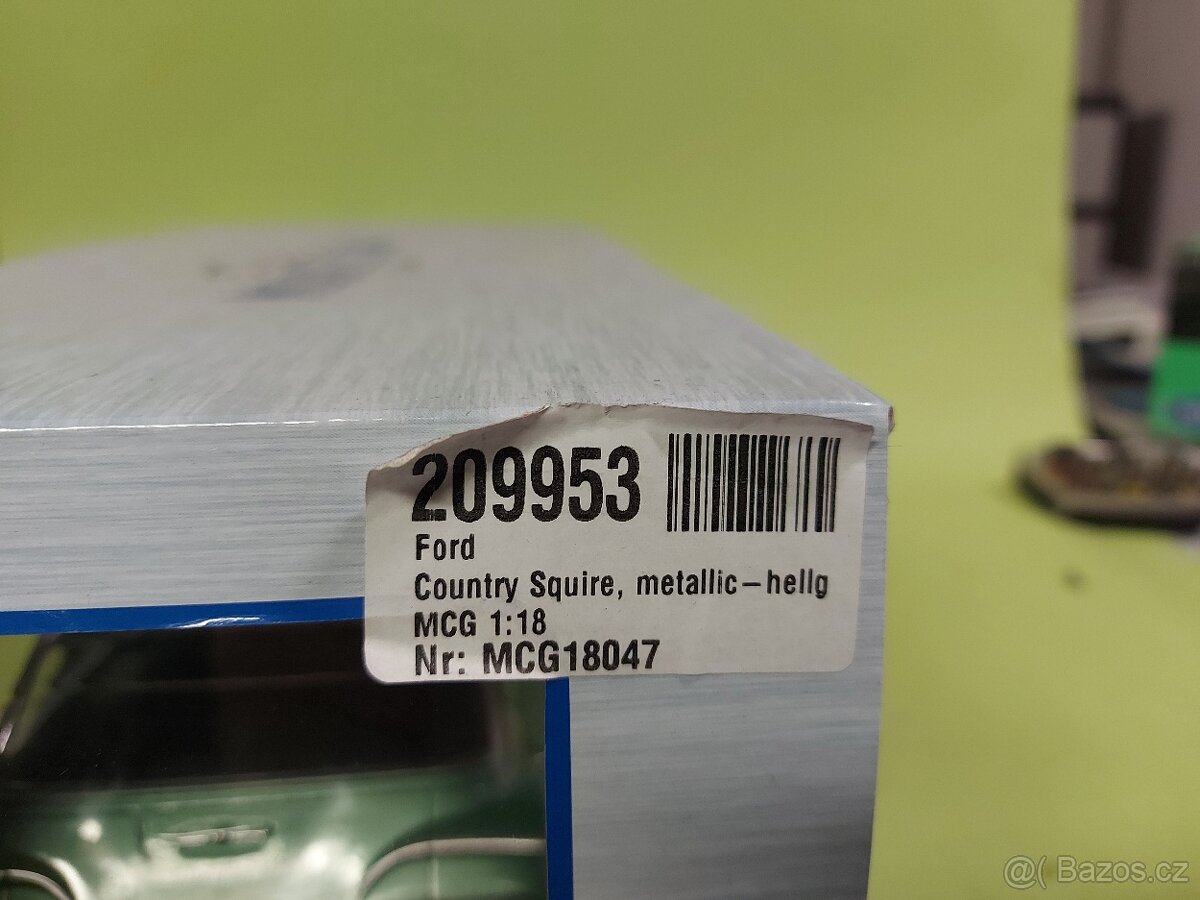 209953
Ford
Country Squire, metallic–hellg
MCG 1:18
Nr: MCG18047
@( Bazos.cz